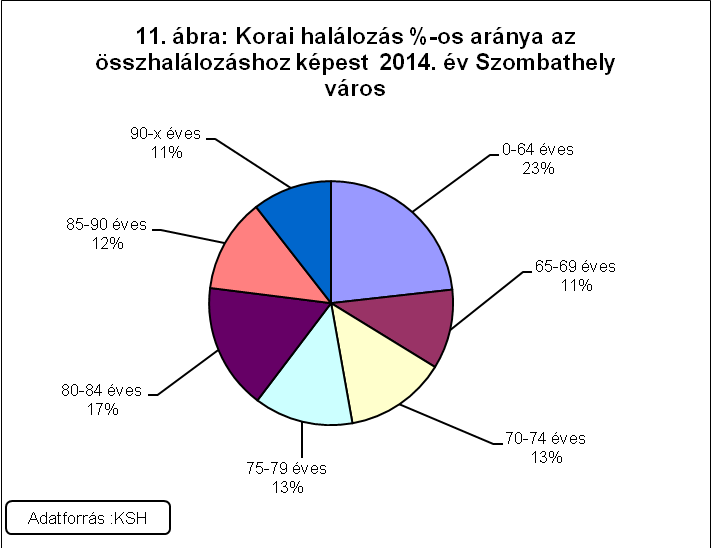 11. ábra: Korai halálozás %-os aránya az
összhalálozáshoz képest 2014. év Szombathely
város
90-x éves
11%
0-64 éves
23%
85-90 éves
12%
65-69 éves
11%
80-84 éves
17%
70-74 éves
13%
75-79 éves
13%
Adatforrás :KSH